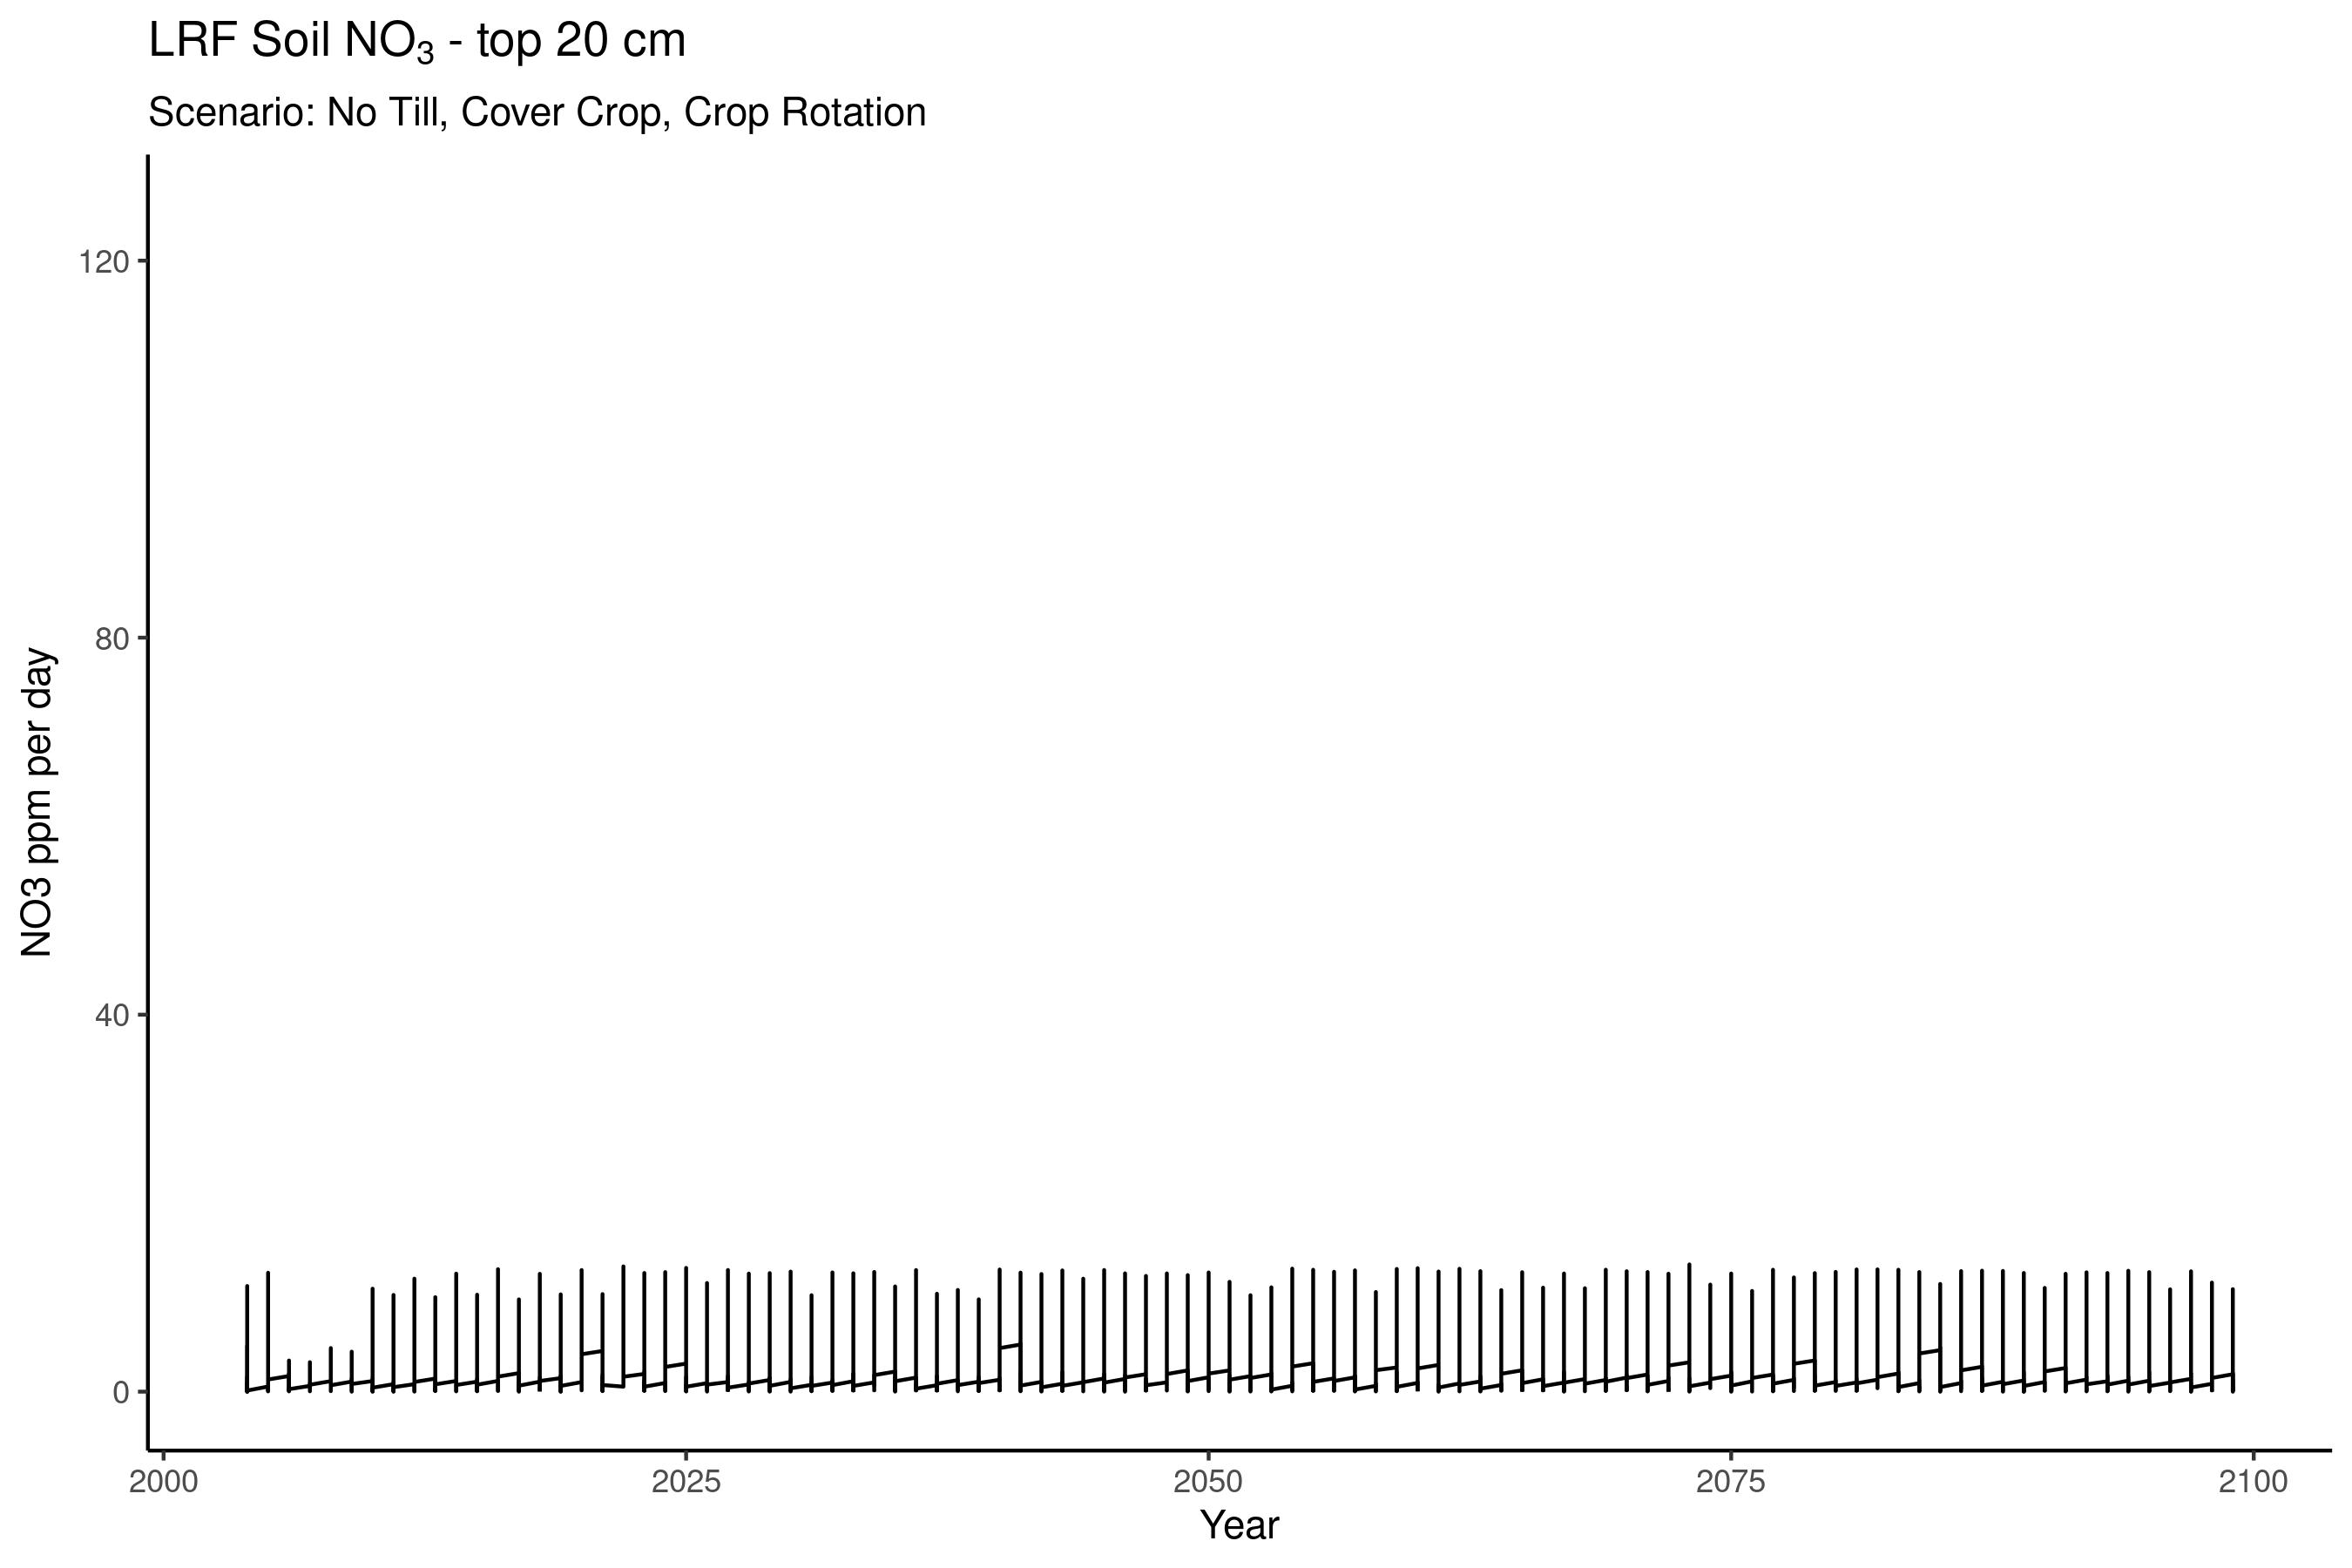 LRF Soil NO₃ - top 20 cm
Scenario: No Till, Cover Crop, Crop Rotation
NO3 ppm per day
120
80
40
0
2000 2025 2050 2075 2100
Year